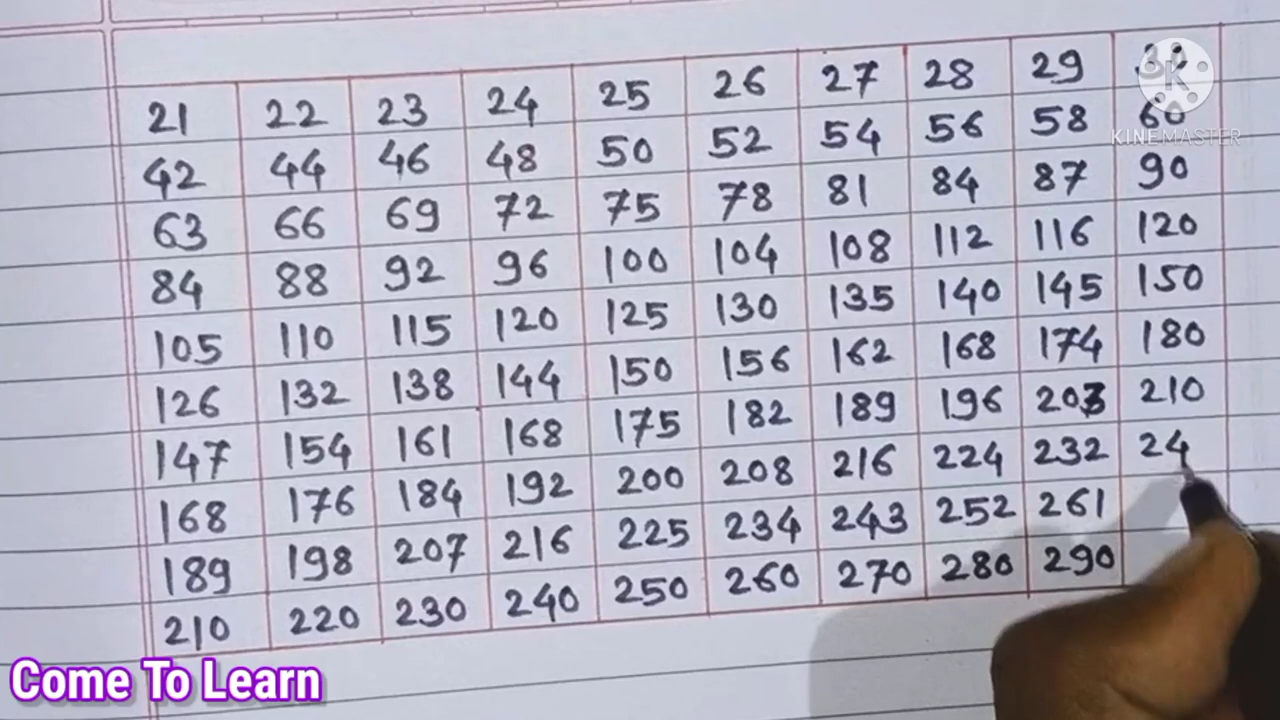 21 22 23 24 25 26 27 28 29 30
42 44 46 48 50 52 54 56 58 60
63 66 69 72 75 78 81 84 87 90
84 88 92 96 100 104 108 112 116 120
105 110 115 120 125 130 135 140 145 150
126 132 138 144 150 156 162 168 174 180
147 154 161 168 175 182 189 196 203 210
168 176 184 192 200 208 216 224 232 24
189 198 207 216 225 234 243 252 261
210 220 230 240 250 260 270 280 290
K
KINEMASTER
Come To Learn